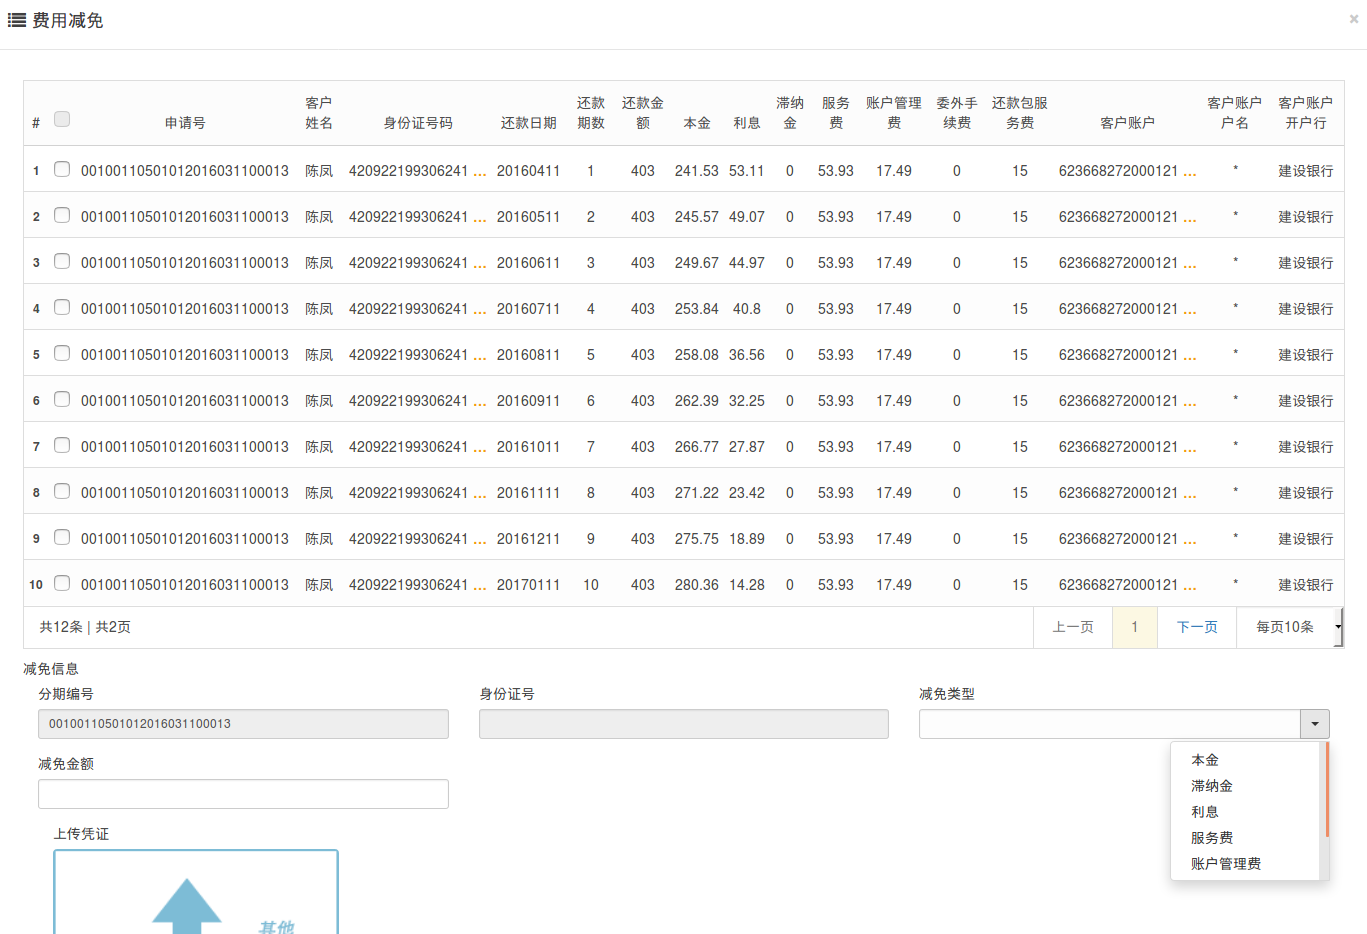 费用减免 ×
# 申请号 客户姓名 身份证号码 还款日期 还款期数 还款金额 本金 利息 滞纳金 服务费 账户管理费 委外手续费 还款包服务费 客户账户 客户账户户名 客户账户开户行
1 00100110501012016031100013 陈凤 420922199306241 ... 20160411 1 403 241.53 53.11 0 53.93 17.49 0 15 623668272000121 ... * 建设银行
2 00100110501012016031100013 陈凤 420922199306241 ... 20160511 2 403 245.57 49.07 0 53.93 17.49 0 15 623668272000121 ... * 建设银行
3 00100110501012016031100013 陈凤 420922199306241 ... 20160611 3 403 249.67 44.97 0 53.93 17.49 0 15 623668272000121 ... * 建设银行
4 00100110501012016031100013 陈凤 420922199306241 ... 20160711 4 403 253.84 40.8 0 53.93 17.49 0 15 623668272000121 ... * 建设银行
5 00100110501012016031100013 陈凤 420922199306241 ... 20160811 5 403 258.08 36.56 0 53.93 17.49 0 15 623668272000121 ... * 建设银行
6 00100110501012016031100013 陈凤 420922199306241 ... 20160911 6 403 262.39 32.25 0 53.93 17.49 0 15 623668272000121 ... * 建设银行
7 00100110501012016031100013 陈凤 420922199306241 ... 20161011 7 403 266.77 27.87 0 53.93 17.49 0 15 623668272000121 ... * 建设银行
8 00100110501012016031100013 陈凤 420922199306241 ... 20161111 8 403 271.22 23.42 0 53.93 17.49 0 15 623668272000121 ... * 建设银行
9 00100110501012016031100013 陈凤 420922199306241 ... 20161211 9 403 275.75 18.89 0 53.93 17.49 0 15 623668272000121 ... * 建设银行
10 00100110501012016031100013 陈凤 420922199306241 ... 20170111 10 403 280.36 14.28 0 53.93 17.49 0 15 623668272000121 ... * 建设银行
共12条 | 共2页 上一页 1 下一页 每页10条
减免信息
分期编号 身份证号 减免类型
00100110501012016031100013
减免金额
本金
滞纳金
利息
服务费
账户管理费
上传凭证
其他